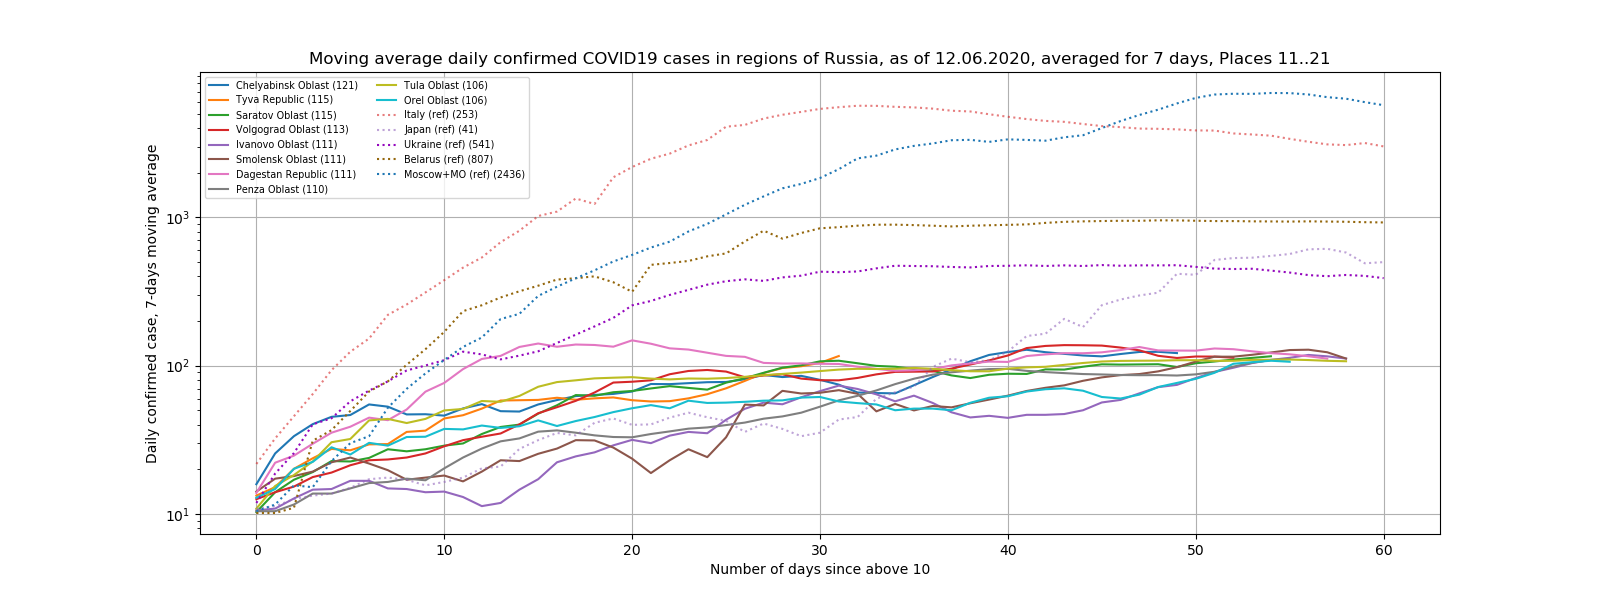 Moving average daily confirmed COVID19 cases in regions of Russia, as of 12.06.2020, averaged for 7 days, Places 11..21
Chelyabinsk Oblast (121)
Tyva Republic (115)
Saratov Oblast (115)
Volgograd Oblast (113)
Ivanovo Oblast (111)
Smolensk Oblast (111)
Dagestan Republic (111)
Penza Oblast (110)
Tula Oblast (106)
Orel Oblast (106)
Italy (ref) (253)
Japan (ref) (41)
Ukraine (ref) (541)
Belarus (ref) (807)
Moscow+MO (ref) (2436)
Daily confirmed case, 7-days moving average
10³
10²
10¹
0 10 20 30 40 50 60
Number of days since above 10